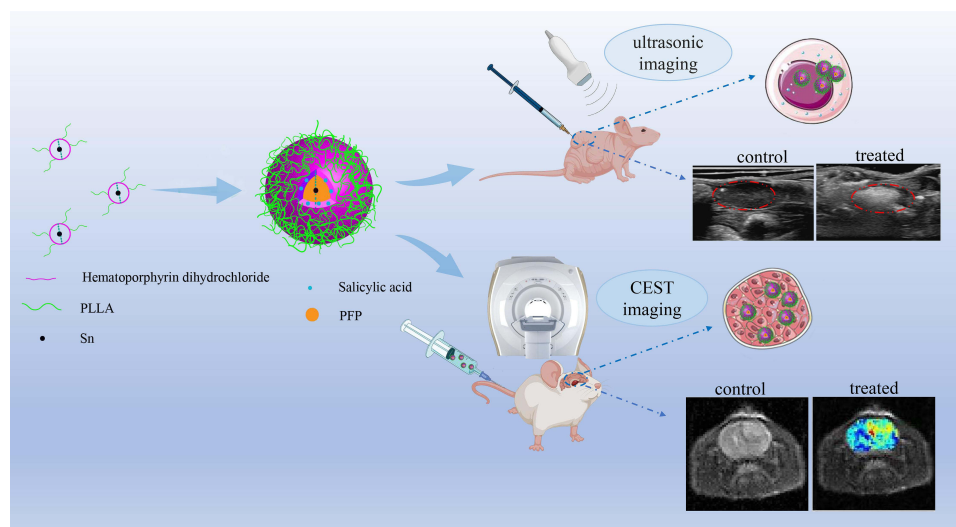 ultrasonic
imaging
control
treated
Hematoporphyrin dihydrochloride
PLLA
Sn
Salicylic acid
PFP
CEST
imaging
control
treated